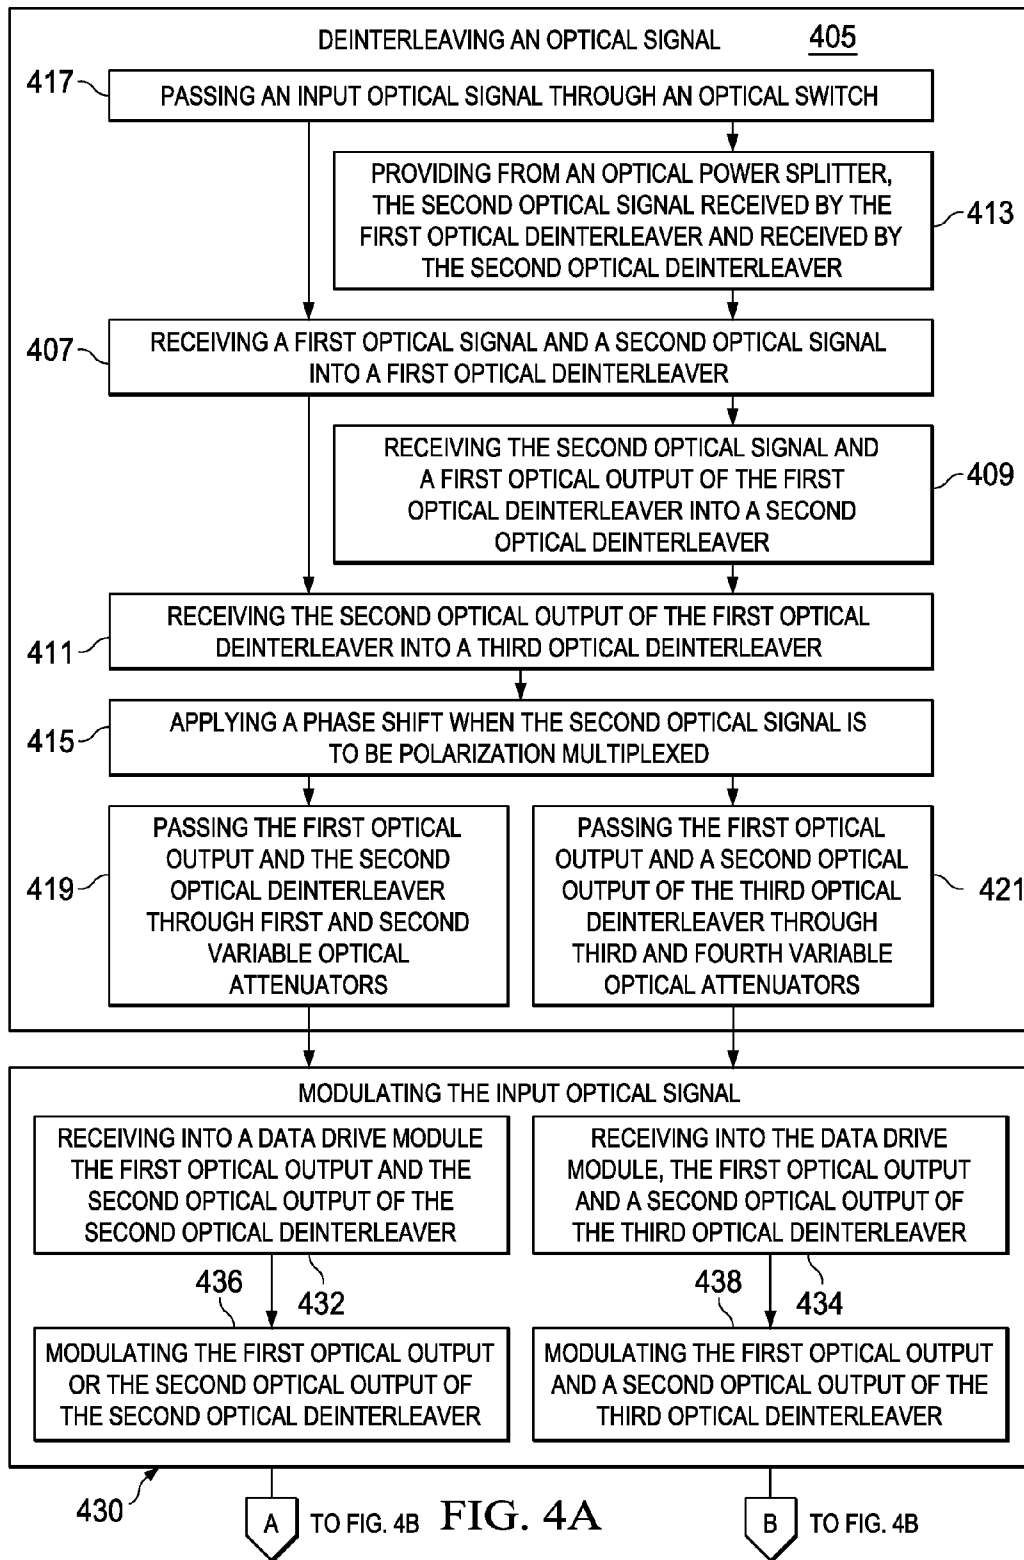 DEINTERLEAVING AN OPTICAL SIGNAL 405
417
PASSING AN INPUT OPTICAL SIGNAL THROUGH AN OPTICAL SWITCH
PROVIDING FROM AN OPTICAL POWER SPLITTER,
THE SECOND OPTICAL SIGNAL RECEIVED BY THE
FIRST OPTICAL DEINTERLEAVER AND RECEIVED BY
THE SECOND OPTICAL DEINTERLEAVER
413
407
RECEIVING A FIRST OPTICAL SIGNAL AND A SECOND OPTICAL SIGNAL
INTO A FIRST OPTICAL DEINTERLEAVER
RECEIVING THE SECOND OPTICAL SIGNAL AND
A FIRST OPTICAL OUTPUT OF THE FIRST
OPTICAL DEINTERLEAVER INTO A SECOND
OPTICAL DEINTERLEAVER
409
411
RECEIVING THE SECOND OPTICAL OUTPUT OF THE FIRST OPTICAL
DEINTERLEAVER INTO A THIRD OPTICAL DEINTERLEAVER
415
APPLYING A PHASE SHIFT WHEN THE SECOND OPTICAL SIGNAL IS
TO BE POLARIZATION MULTIPLEXED
419
PASSING THE FIRST OPTICAL
OUTPUT AND THE SECOND
OPTICAL DEINTERLEAVER
THROUGH FIRST AND SECOND
VARIABLE OPTICAL
ATTENUATORS
PASSING THE FIRST OPTICAL
OUTPUT AND A SECOND OPTICAL
OUTPUT OF THE THIRD OPTICAL
DEINTERLEAVER THROUGH
THIRD AND FOURTH VARIABLE
OPTICAL ATTENUATORS
421
MODULATING THE INPUT OPTICAL SIGNAL
RECEIVING INTO A DATA DRIVE MODULE
THE FIRST OPTICAL OUTPUT AND THE
SECOND OPTICAL OUTPUT OF THE
SECOND OPTICAL DEINTERLEAVER
RECEIVING INTO THE DATA DRIVE
MODULE, THE FIRST OPTICAL OUTPUT
AND A SECOND OPTICAL OUTPUT OF
THE THIRD OPTICAL DEINTERLEAVER
436
432
438
434
MODULATING THE FIRST OPTICAL OUTPUT
OR THE SECOND OPTICAL OUTPUT OF
THE SECOND OPTICAL DEINTERLEAVER
MODULATING THE FIRST OPTICAL OUTPUT
AND A SECOND OPTICAL OUTPUT OF THE
THIRD OPTICAL DEINTERLEAVER
430
A TO FIG. 4B
FIG. 4A
B TO FIG. 4B